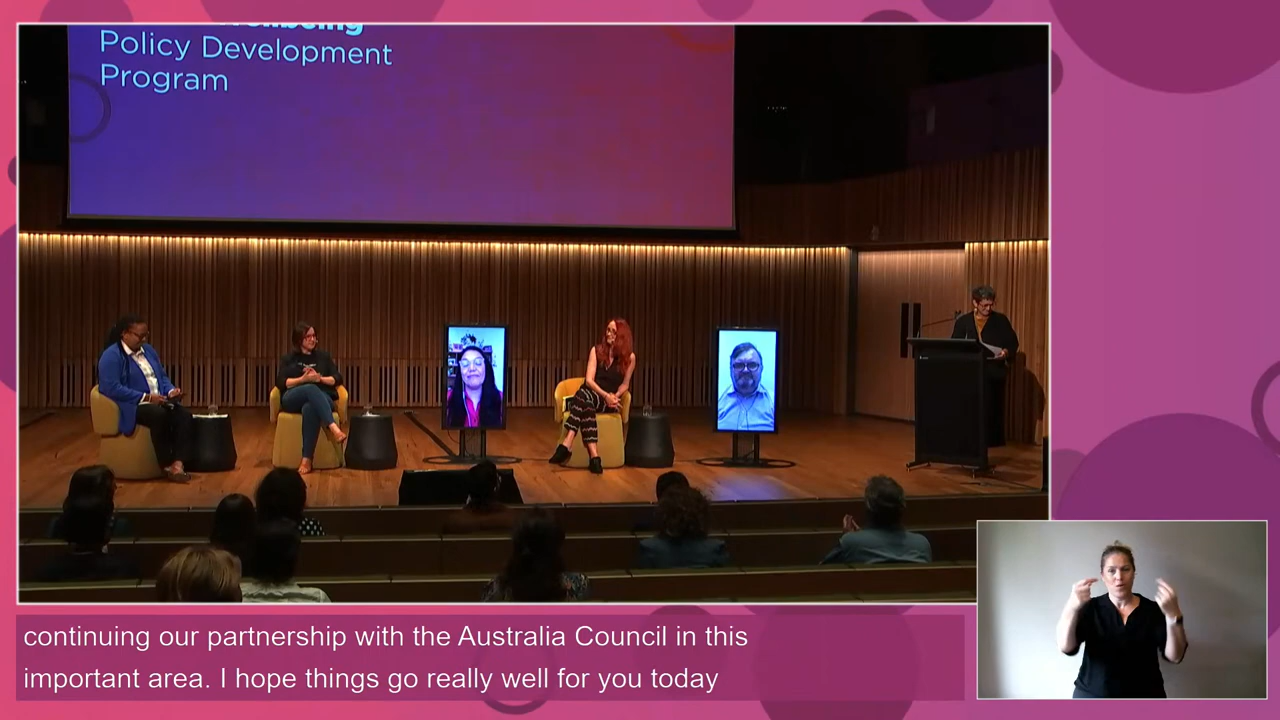 Wellbeing
Policy Development
Program
continuing our partnership with the Australia Council in this
important area. I hope things go really well for you today